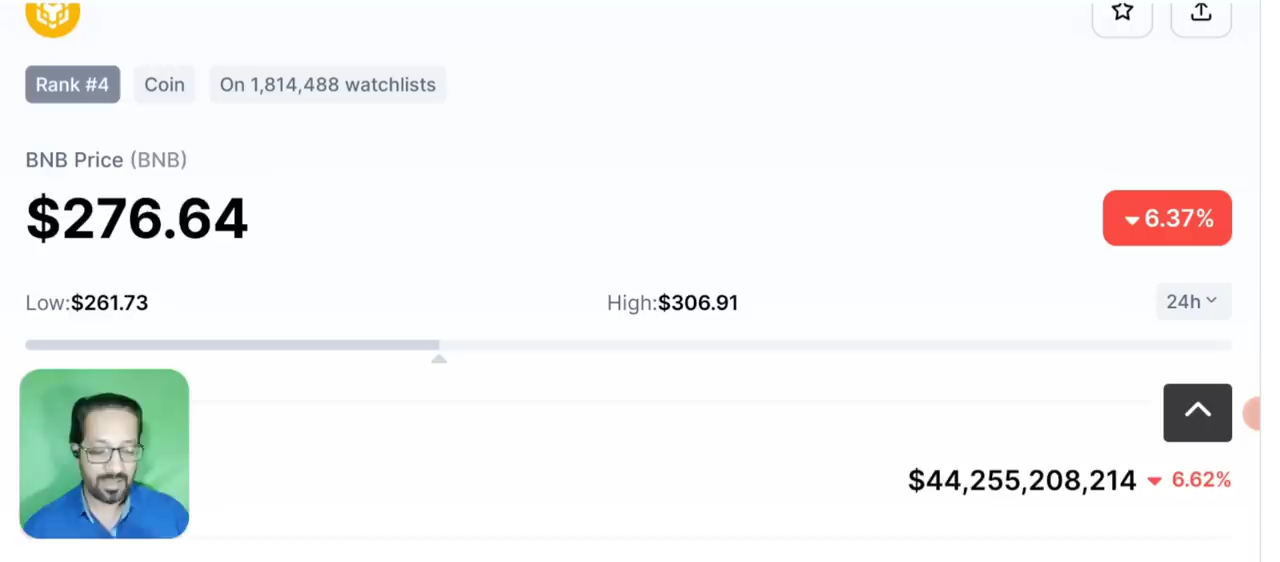 Rank #4 Coin On 1,814,488 watchlists
BNB Price (BNB)
$276.64 6.37%
Low:$261.73 High:$306.91 24h
$44,255,208,214 6.62%